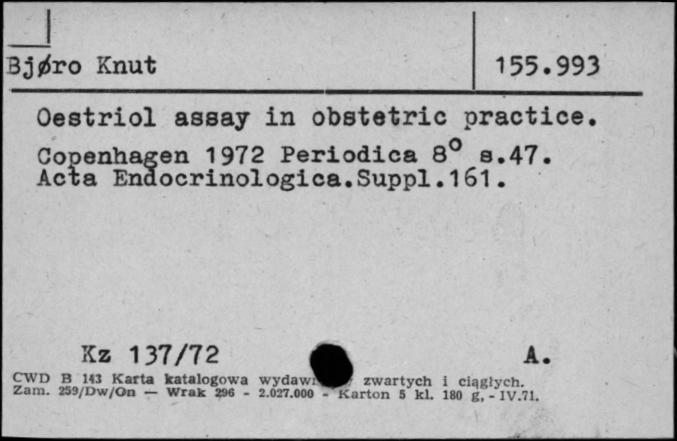 Bjøro Knut 155.993
Oestriol assay in obstetric practice.
Copenhagen 1972 Periodica 8° s.47.
Acta Endocrinologica.Suppl.161.
Kz 137/72 A.
CWD B 143 Karta katalogowa zwartych i ciągłych.
Zam. 259/Dw/On — Wrak 296 - 2.027.000 - Karton 5 kl. 180 g, - IV.71.